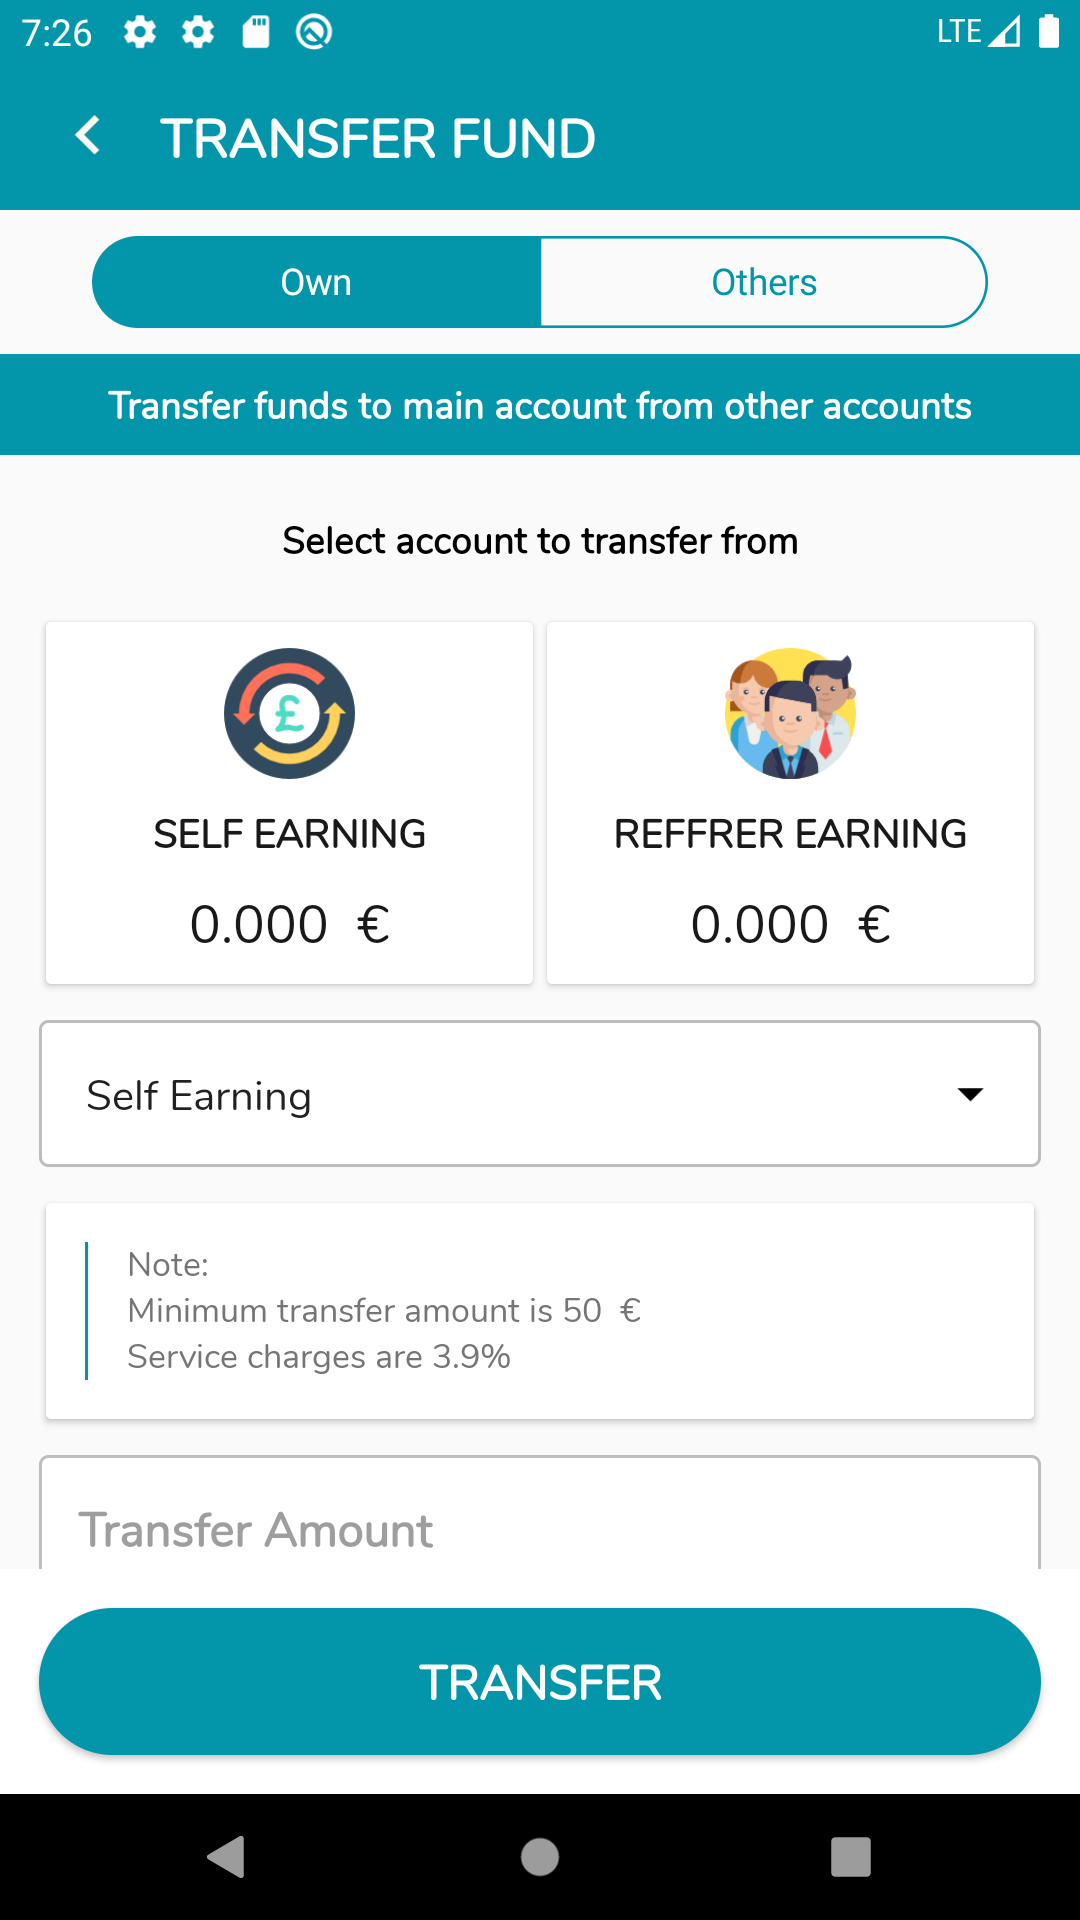 7:26 LTE
TRANSFER FUND
Own Others
Transfer funds to main account from other accounts
Select account to transfer from
SELF EARNING REFFRER EARNING
0.000 € 0.000 €
Self Earning
Note:
Minimum transfer amount is 50 €
Service charges are 3.9%
Transfer Amount
TRANSFER